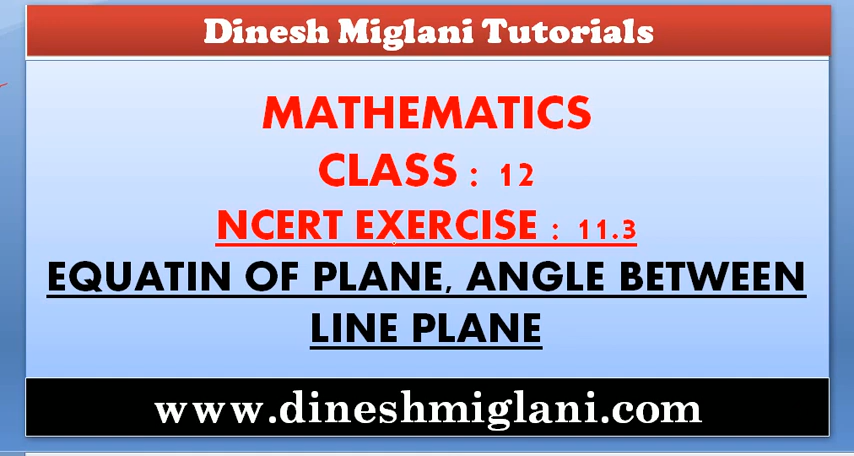 Dinesh Miglani Tutorials
MATHEMATICS
CLASS : 12
NCERT EXERCISE : 11.3
EQUATIN OF PLANE, ANGLE BETWEEN
LINE PLANE
www.dineshmiglani.com